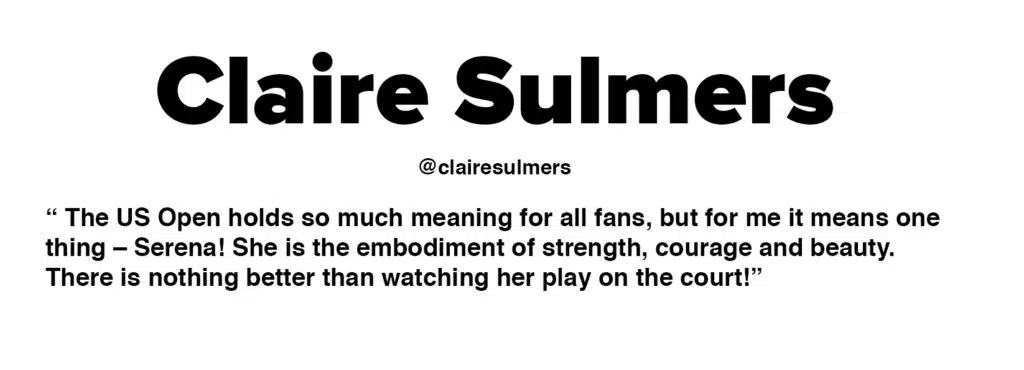 Claire Sulmers
@clairesulmers
“ The US Open holds so much meaning for all fans, but for me it means one
thing – Serena! She is the embodiment of strength, courage and beauty.
There is nothing better than watching her play on the court!”